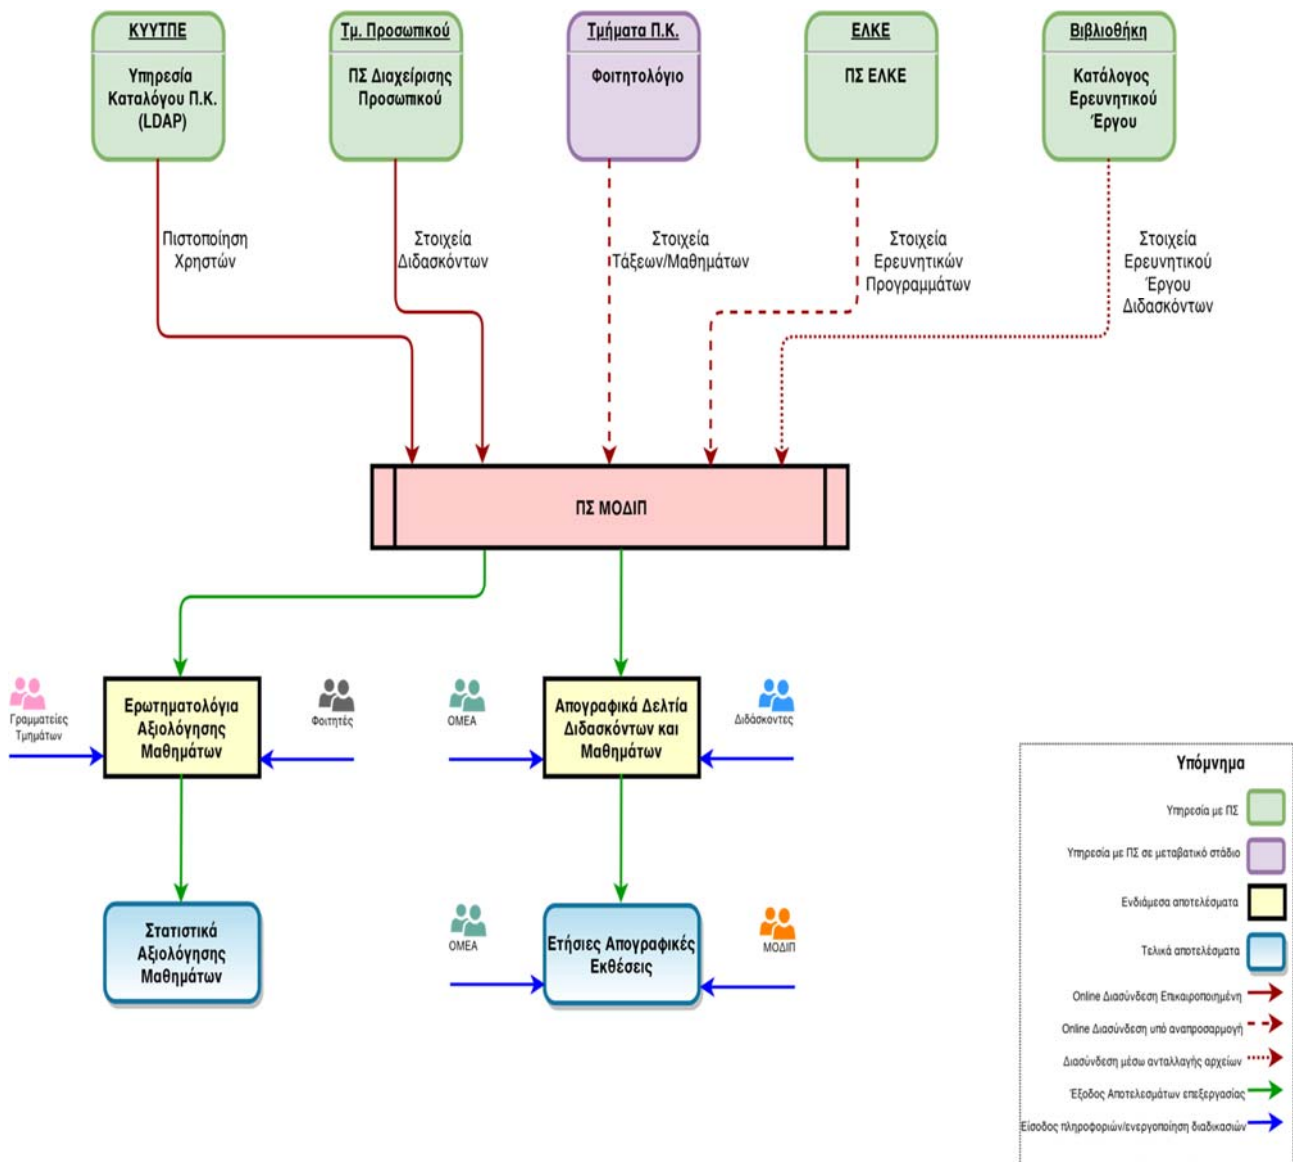 ΚΥΥΤΠΕ
Υπηρεσία
Καταλόγου Π.Κ.
(LDAP)
Τμ. Προσωπικού
ΠΣ Διαχείρισης
Προσωπικού
Τμήματα Π.Κ.
Φοιτητολόγιο
ΕΛΚΕ
ΠΣ ΕΛΚΕ
Βιβλιοθήκη
Κατάλογος
Ερευνητικού
Έργου
Πιστοποίηση
Χρηστών
Στοιχεία
Διδασκόντων
Στοιχεία
Τάξεων/Μαθημάτων
Στοιχεία
Ερευνητικών
Προγραμμάτων
Στοιχεία
Ερευνητικού
Έργου
Διδασκόντων
ΠΣ ΜΟΔΙΠ
Γραμματείες
Τμημάτων
Ερωτηματολόγια
Αξιολόγησης
Μαθημάτων
Φοιτητές
ΟΜΕΑ
Απογραφικά Δελτία
Διδασκόντων και
Μαθημάτων
Διδάσκοντες
Στατιστικά
Αξιολόγησης
Μαθημάτων
ΟΜΕΑ
Ετήσιες Απογραφικές
Εκθέσεις
ΜΟΔΙΠ
Υπόμνημα
Υπηρεσία με ΠΣ
Υπηρεσία με ΠΣ σε μεταβατικό στάδιο
Ενδιάμεσα αποτελέσματα
Τελικά αποτελέσματα
Online Διασύνδεση Επικαιροποιημένη
Online Διασύνδεση υπό αναπροσαρμογή
Διασύνδεση μέσω ανταλλαγής αρχείων
Έξοδος Αποτελεσμάτων επεξεργασίας
Είσοδος πληροφοριών/ενεργοποίηση διαδικασιών